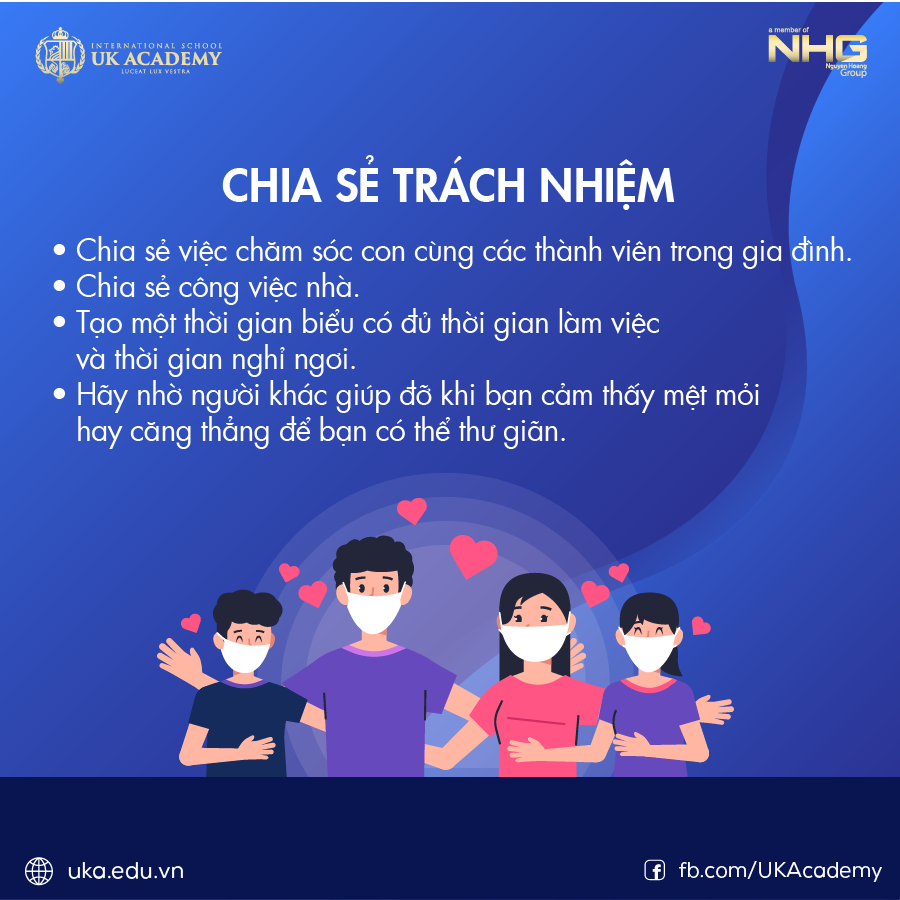 INTERNATIONAL SCHOOL
UK ACADEMY
LUCEAT LUX VESTRA
a member of
NHG
Nguyen Hoang
Group
CHIA SẺ TRÁCH NHIỆM
• Chia sẻ việc chăm sóc con cùng các thành viên trong gia đình.
• Chia sẻ công việc nhà.
• Tạo một thời gian biểu có đủ thời gian làm việc
và thời gian nghỉ ngơi.
• Hãy nhờ người khác giúp đỡ khi bạn cảm thấy mệt mỏi
hay căng thẳng để bạn có thể thư giãn.
uka.edu.vn
fb.com/UKAcademy